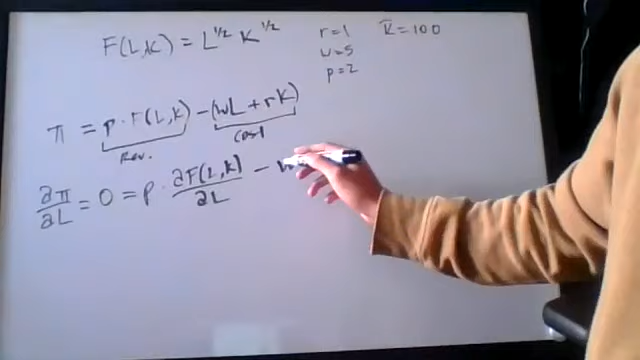 F(L,K) = L^1/2 K^1/2
r=1 K̄=100
w=5
p=2
π = p · F(L,K) − (wL + rK)
Rev. Cost
∂π/∂L = 0 = p · ∂F(L,K)/∂L − w